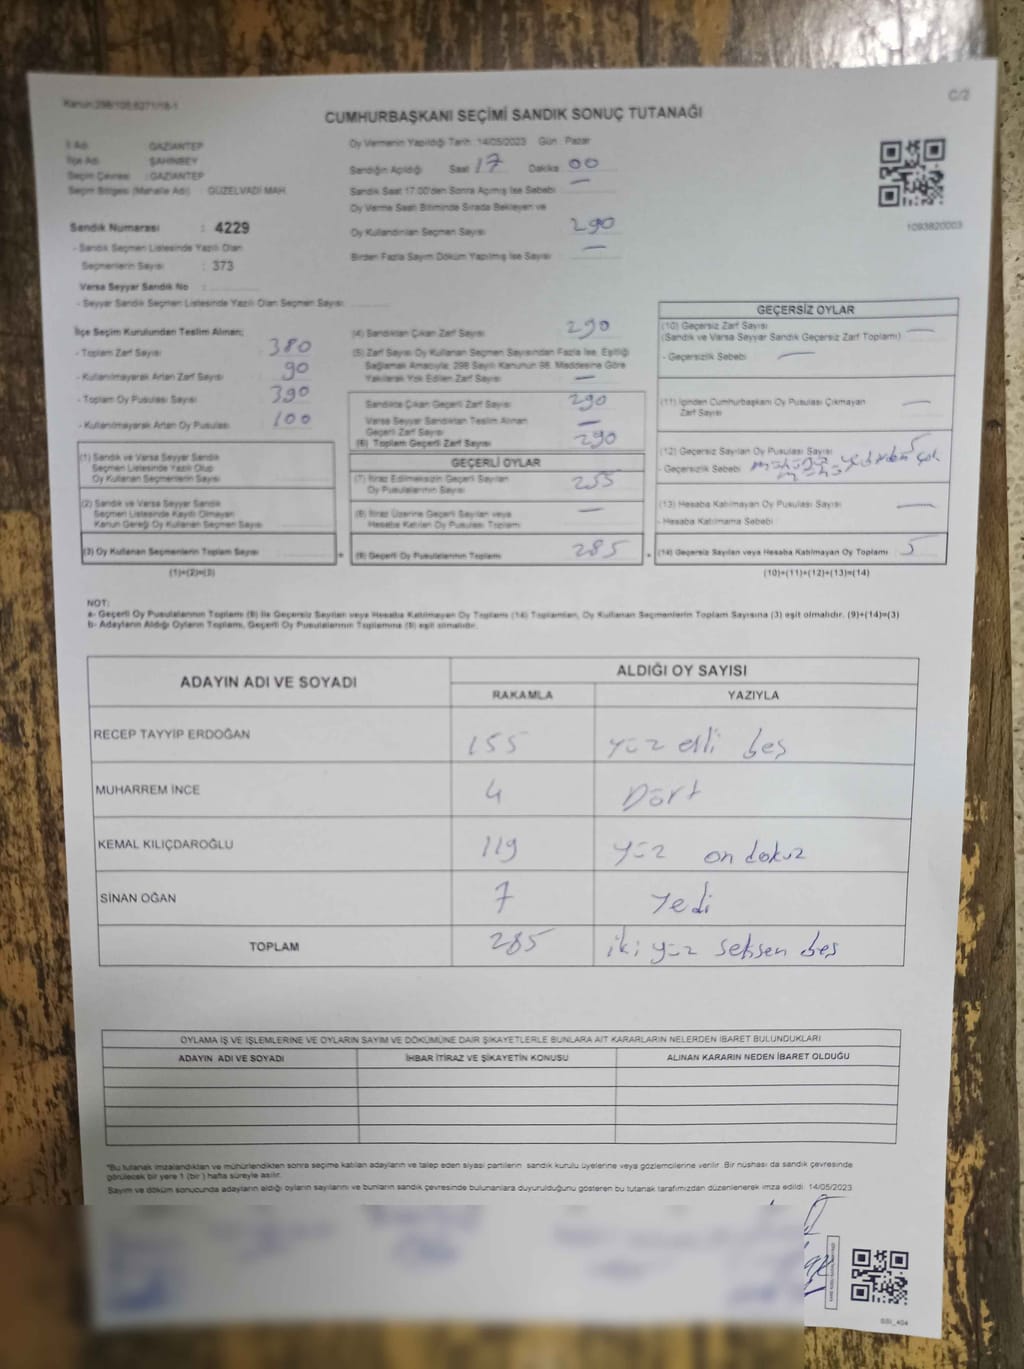 Kanun:298/105,6271/18-1
C/2
CUMHURBAŞKANI SEÇİMİ SANDIK SONUÇ TUTANAĞI
İl Adı GAZİANTEP
İlçe Adı ŞAHİNBEY
Seçim Çevresi : GAZİANTEP
Seçim Bölgesi (Mahalle Adı) GÜZELVADİ MAH.
Sandık Numarası : 4229
- Sandık Seçmen Listesinde Yazılı Olan
Seçmenlerin Sayısı : 373
Varsa Seyyar Sandık No :
- Seyyar Sandık Seçmen Listesinde Yazılı Olan Seçmen Sayısı:
Oy Vermenin Yapıldığı Tarih: 14/05/2023 Gün: Pazar
Sandığın Açıldığı Saat 17 Dakika 00
Sandık Saat 17:00'den Sonra Açılmış İse Sebebi —
Oy Verme Saati Bitiminde Sırada Bekleyen ve
Oy Kullandırılan Seçmen Sayısı 290
Birden Fazla Sayım Döküm Yapılmış İse Sayısı —
1093820003
İlçe Seçim Kurulundan Teslim Alınan;
- Toplam Zarf Sayısı 380
- Kullanılmayarak Artan Zarf Sayısı 90
- Toplam Oy Pusulası Sayısı 390
- Kullanılmayarak Artan Oy Pusulası 100
(1) Sandık ve Varsa Seyyar Sandık
Seçmen Listesinde Yazılı Olup
Oy Kullanan Seçmenlerin Sayısı
(2) Sandık ve Varsa Seyyar Sandık
Seçmen Listesinde Kayıtlı Olmayan
Kanun Gereği Oy Kullanan Seçmen Sayısı
(3) Oy Kullanan Seçmenlerin Toplam Sayısı
(1)+(2)=(3)
(4) Sandıktan Çıkan Zarf Sayısı 290
(5) Zarf Sayısı Oy Kullanan Seçmen Sayısından Fazla İse, Eşitliği
Sağlamak Amacıyla; 298 Sayılı Kanunun 98. Maddesine Göre
Yakılarak Yok Edilen Zarf Sayısı —
Sandıkta Çıkan Geçerli Zarf Sayısı 290
Varsa Seyyar Sandıktan Teslim Alınan
Geçerli Zarf Sayısı —
(6) Toplam Geçerli Zarf Sayısı 290
GEÇERLİ OYLAR
(7) İtiraz Edilmeksizin Geçerli Sayılan
Oy Pusulalarının Sayısı 255
(8) İtiraz Üzerine Geçerli Sayılan veya
Hesaba Katılan Oy Pusulası Toplamı —
(9) Geçerli Oy Pusulalarının Toplamı 285
GEÇERSİZ OYLAR
(10) Geçersiz Zarf Sayısı
(Sandık ve Varsa Seyyar Sandık Geçersiz Zarf Toplamı) —
- Geçersizlik Sebebi —
(11) İçinden Cumhurbaşkanı Oy Pusulası Çıkmayan
Zarf Sayısı —
(12) Geçersiz Sayılan Oy Pusulası Sayısı 5
- Geçersizlik Sebebi
(13) Hesaba Katılmayan Oy Pusulası Sayısı —
- Hesaba Katılmama Sebebi
(14) Geçersiz Sayılan veya Hesaba Katılmayan Oy Toplamı 5
(10)+(11)+(12)+(13)=(14)
NOT:
a- Geçerli Oy Pusulalarının Toplamı (9) ile Geçersiz Sayılan veya Hesaba Katılmayan Oy Toplamı (14) Toplamları, Oy Kullanan Seçmenlerin Toplam Sayısına (3) eşit olmalıdır. (9)+(14)=(3)
b- Adayların Aldığı Oyların Toplamı, Geçerli Oy Pusulalarının Toplamına (9) eşit olmalıdır.
ADAYIN ADI VE SOYADI
ALDIĞI OY SAYISI
RAKAMLA YAZIYLA
RECEP TAYYİP ERDOĞAN 155 yüz elli beş
MUHARREM İNCE 4 Dört
KEMAL KILIÇDAROĞLU 119 yüz on dokuz
SİNAN OĞAN 7 Yedi
TOPLAM 285 iki yüz seksen beş
OYLAMA İŞ VE İŞLEMLERİNE VE OYLARIN SAYIM VE DÖKÜMÜNE DAİR ŞİKAYETLERLE BUNLARA AİT KARARLARIN NELERDEN İBARET BULUNDUKLARI
ADAYIN ADI VE SOYADI İHBAR İTİRAZ VE ŞİKAYETİN KONUSU ALINAN KARARIN NEDEN İBARET OLDUĞU
*Bu tutanak imzalandıktan ve mühürlendikten sonra seçime katılan adayların ve talep eden siyasi partilerin sandık kurulu üyelerine veya gözlemcilerine verilir. Bir nüshası da sandık çevresinde
görülecek bir yere 1 (bir) hafta süreyle asılır.
Sayım ve döküm sonucunda adayların aldığı oyların sayılarını ve bunların sandık çevresinde bulunanlara duyurulduğunu gösteren bu tutanak tarafımızdan düzenlenerek imza edildi. 14/05/2023